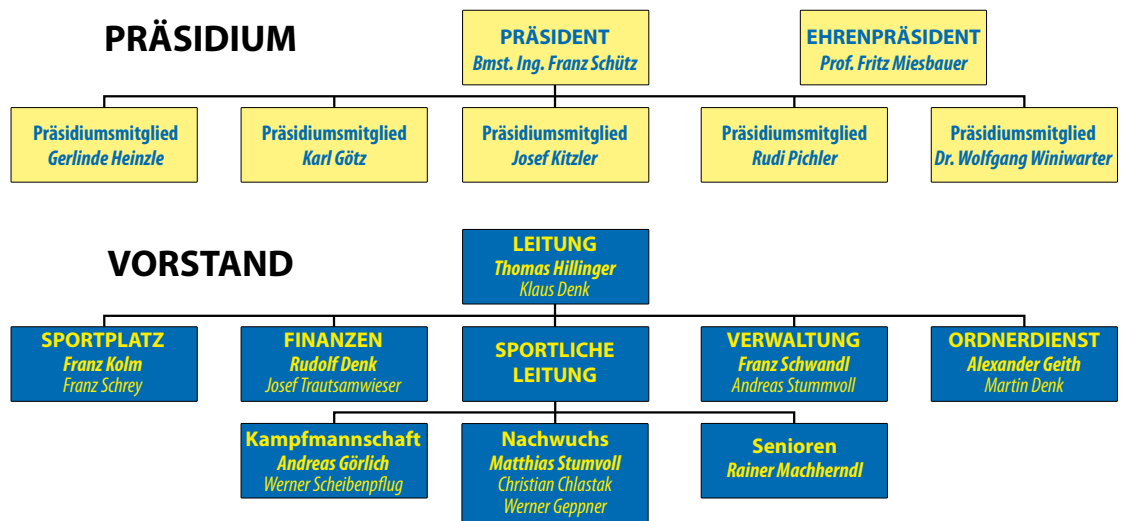 PRÄSIDIUM
PRÄSIDENT
Bmst. Ing. Franz Schütz
EHRENPRÄSIDENT
Prof. Fritz Miesbauer
Präsidiumsmitglied
Gerlinde Heinzle
Präsidiumsmitglied
Karl Götz
Präsidiumsmitglied
Josef Kitzler
Präsidiumsmitglied
Rudi Pichler
Präsidiumsmitglied
Dr. Wolfgang Winiwarter
VORSTAND
LEITUNG
Thomas Hillinger
Klaus Denk
SPORTPLATZ
Franz Kolm
Franz Schrey
FINANZEN
Rudolf Denk
Josef Trautsamwieser
SPORTLICHE
LEITUNG
VERWALTUNG
Franz Schwandl
Andreas Stummvoll
ORDNERDIENST
Alexander Geith
Martin Denk
Kampfmannschaft
Andreas Görlich
Werner Scheibenpflug
Nachwuchs
Matthias Stumvoll
Christian Chlastak
Werner Geppner
Senioren
Rainer Machherndl